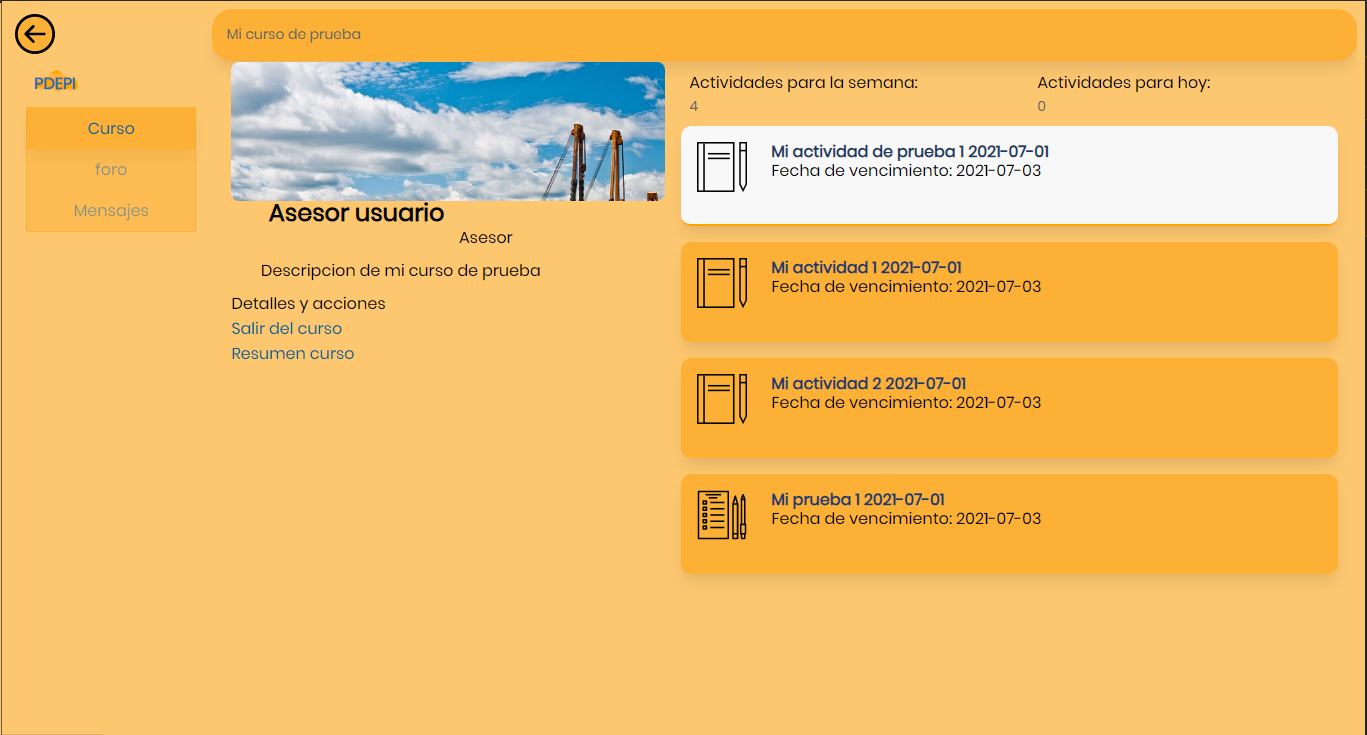 Mi curso de prueba
PDEPI
Curso
foro
Mensajes
Asesor usuario
Asesor
Descripcion de mi curso de prueba
Detalles y acciones
Salir del curso
Resumen curso
Actividades para la semana:
4
Actividades para hoy:
0
Mi actividad de prueba 1 2021-07-01
Fecha de vencimiento: 2021-07-03
Mi actividad 1 2021-07-01
Fecha de vencimiento: 2021-07-03
Mi actividad 2 2021-07-01
Fecha de vencimiento: 2021-07-03
Mi prueba 1 2021-07-01
Fecha de vencimiento: 2021-07-03